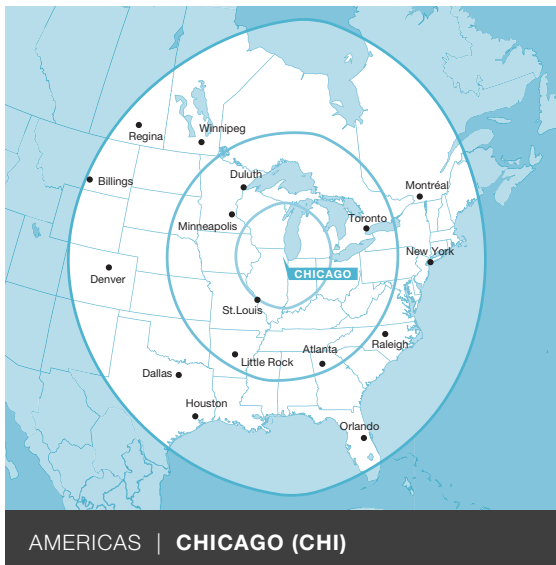 Winnipeg
Regina
Duluth
Billings
Montréal
Toronto
Minneapolis
New York
CHICAGO
Denver
St.Louis
Raleigh
Atlanta
Little Rock
Dallas
Houston
Orlando
AMERICAS | CHICAGO (CHI)